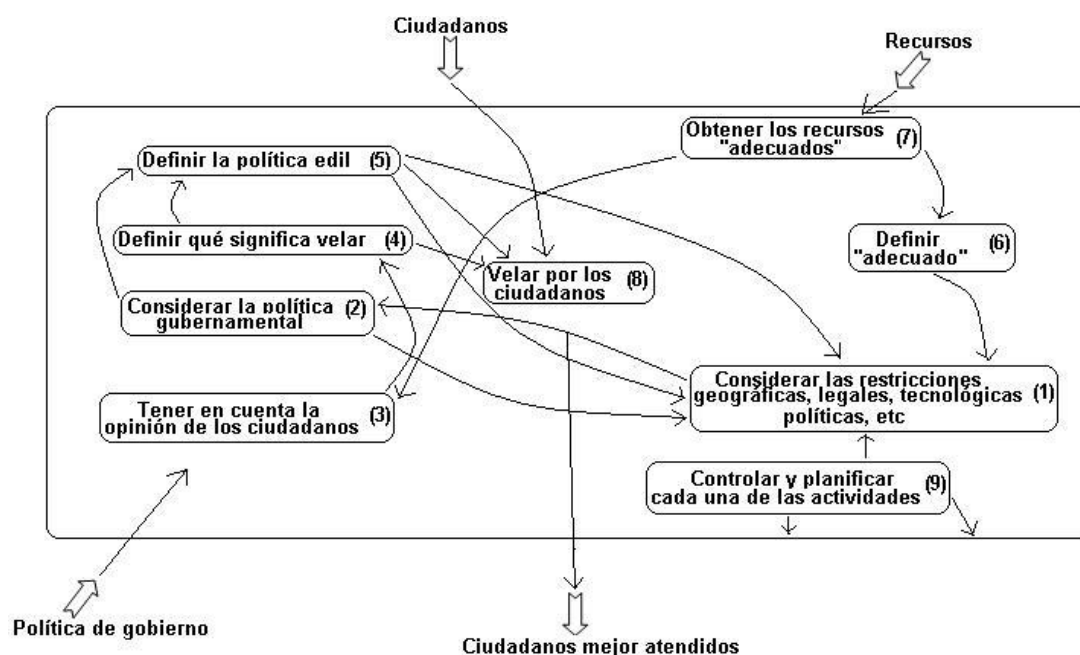 Ciudadanos
Recursos
Obtener los recursos (7)
"adecuados"
Definir la política edil (5)
Definir qué significa velar (4)
Definir (6)
"adecuado"
Velar por los (8)
ciudadanos
Considerar la política (2)
gubernamental
Considerar las restricciones
geográficas, legales, tecnológicas (1)
políticas, etc
Tener en cuenta la (3)
opinión de los ciudadanos
Controlar y planificar (9)
cada una de las actividades
Política de gobierno
Ciudadanos mejor atendidos